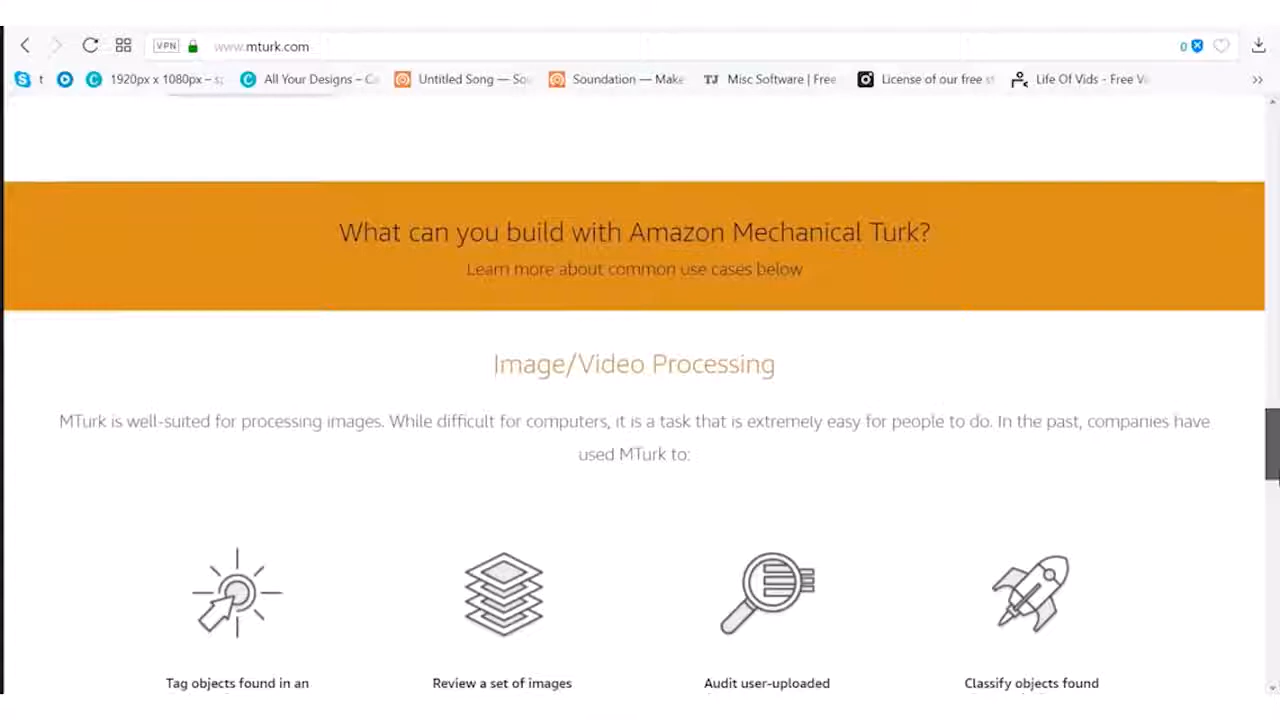 VPN www.mturk.com 0
t 1920px x 1080px – s All Your Designs – Ca Untitled Song — So Soundation — Make TJ Misc Software | Free License of our free st Life Of Vids - Free Vi
What can you build with Amazon Mechanical Turk?
Learn more about common use cases below
Image/Video Processing
MTurk is well-suited for processing images. While difficult for computers, it is a task that is extremely easy for people to do. In the past, companies have
used MTurk to:
Tag objects found in an Review a set of images Audit user-uploaded Classify objects found